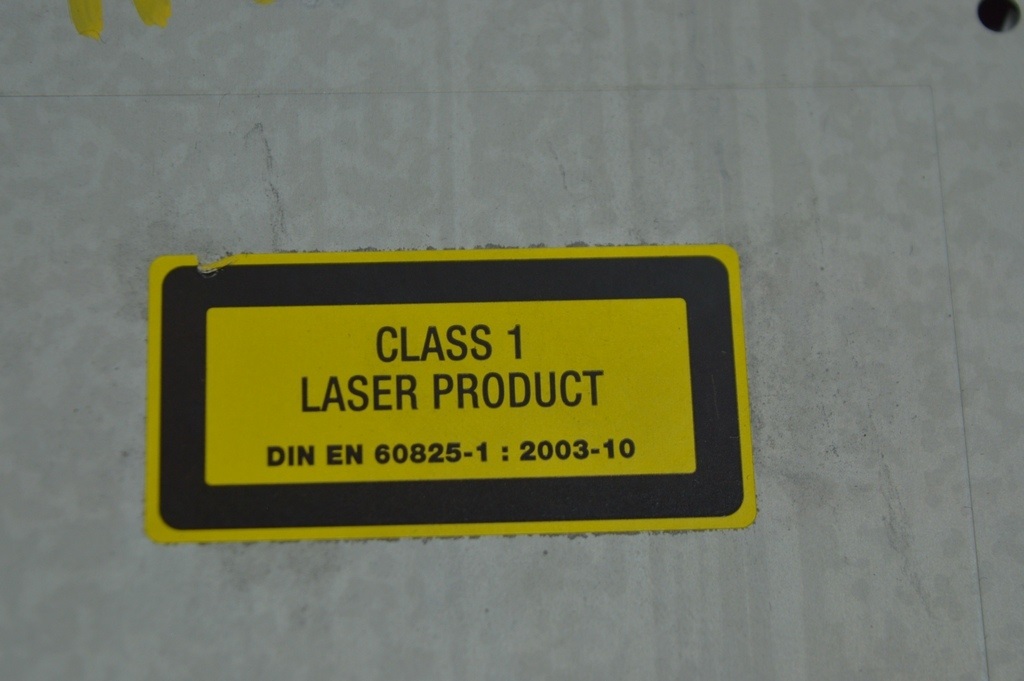 CLASS 1
LASER PRODUCT
DIN EN 60825-1 : 2003-10